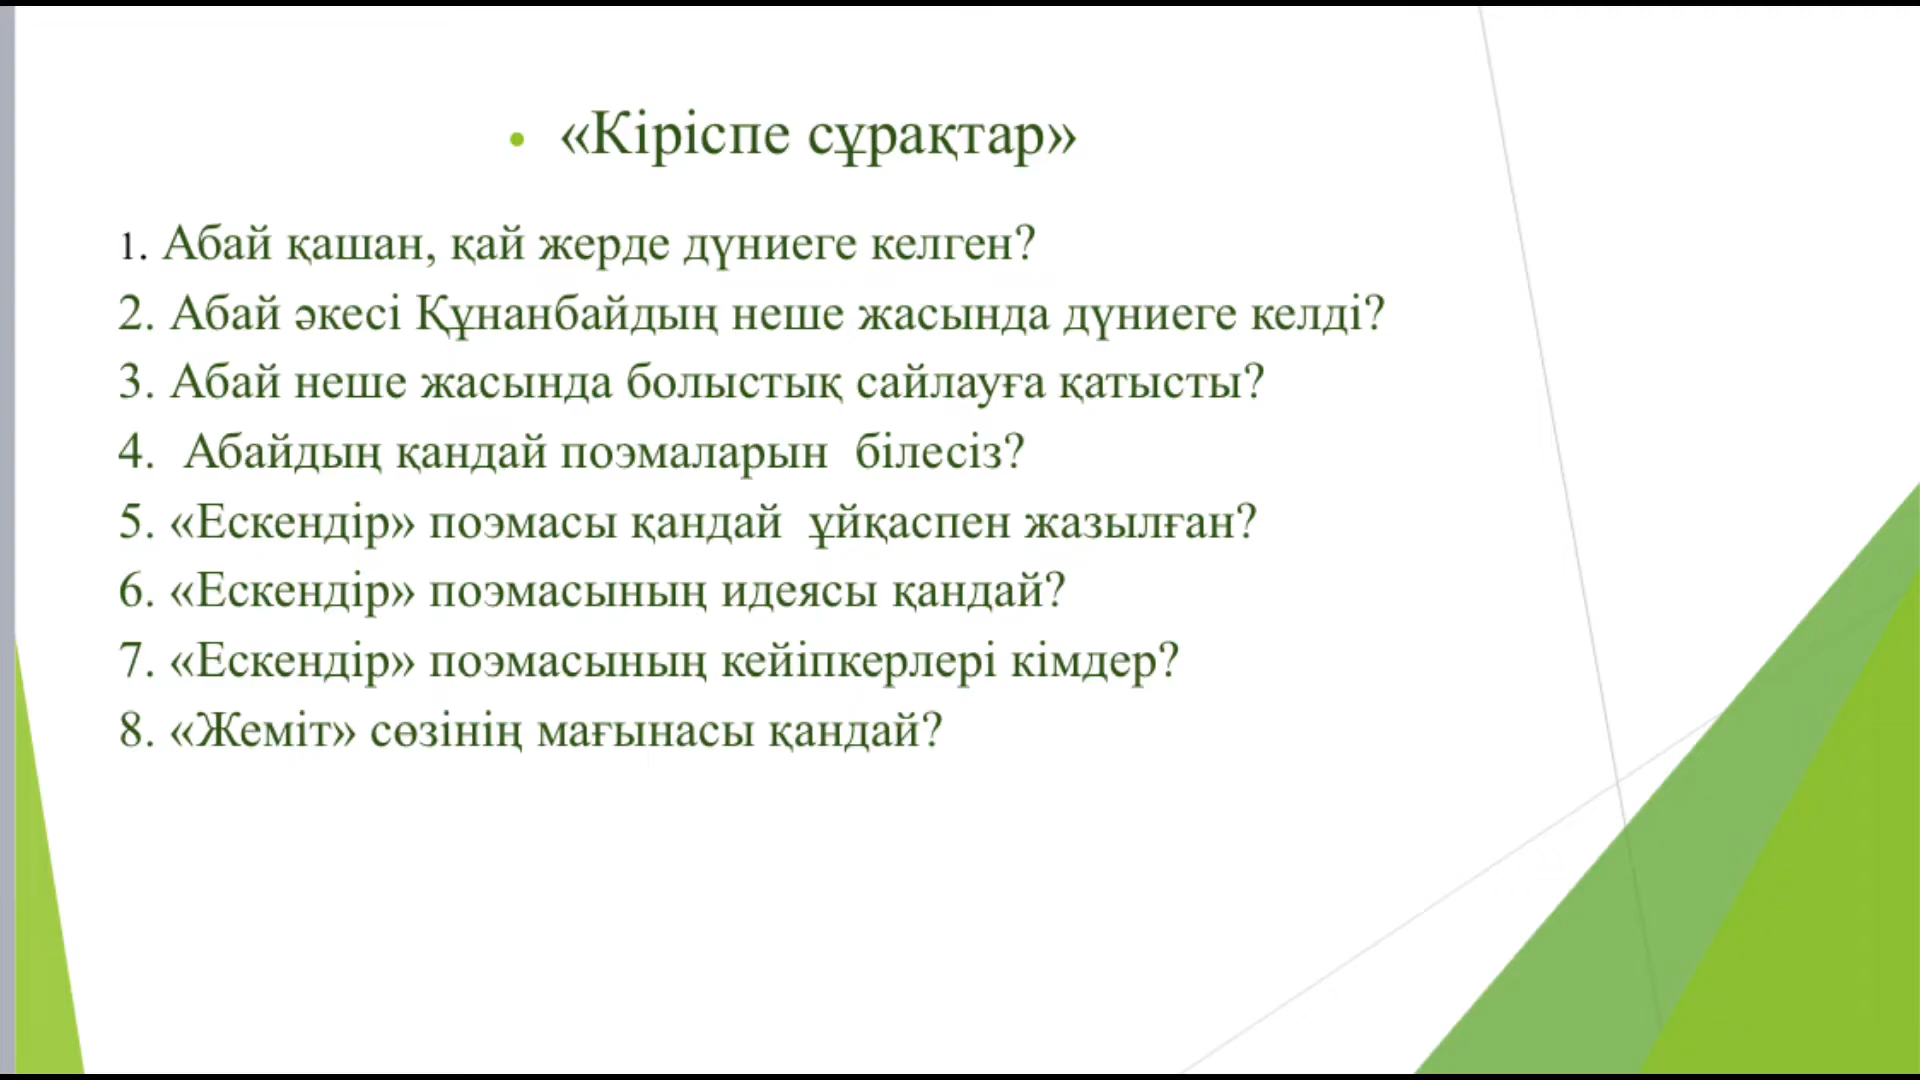 • «Кіріспе сұрақтар»
1. Абай қашан, қай жерде дүниеге келген?
2. Абай әкесі Құнанбайдың неше жасында дүниеге келді?
3. Абай неше жасында болыстық сайлауға қатысты?
4. Абайдың қандай поэмаларын білесіз?
5. «Ескендір» поэмасы қандай ұйқаспен жазылған?
6. «Ескендір» поэмасының идеясы қандай?
7. «Ескендір» поэмасының кейіпкерлері кімдер?
8. «Жеміт» сөзінің мағынасы қандай?